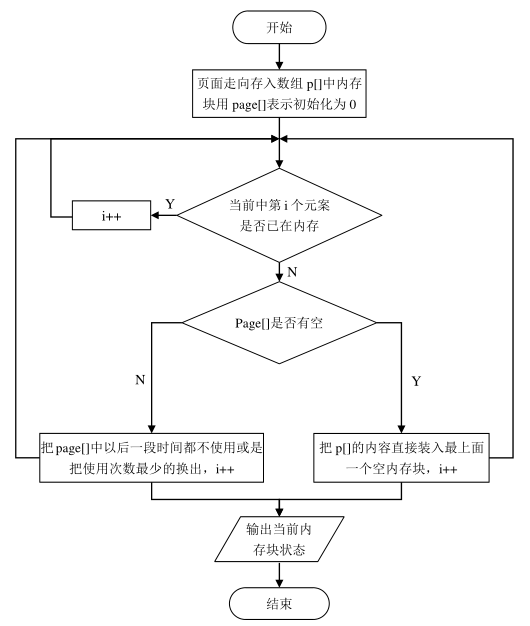 开始
页面走向存入数组 p[]中内存
块用 page[]表示初始化为 0
当前中第 i 个元案
是否已在内存
Y
i++
N
Page[]是否有空
N
Y
把 page[]中以后一段时间都不使用或是
把使用次数最少的换出，i++
把 p[]的内容直接装入最上面
一个空内存块，i++
输出当前内
存块状态
结束